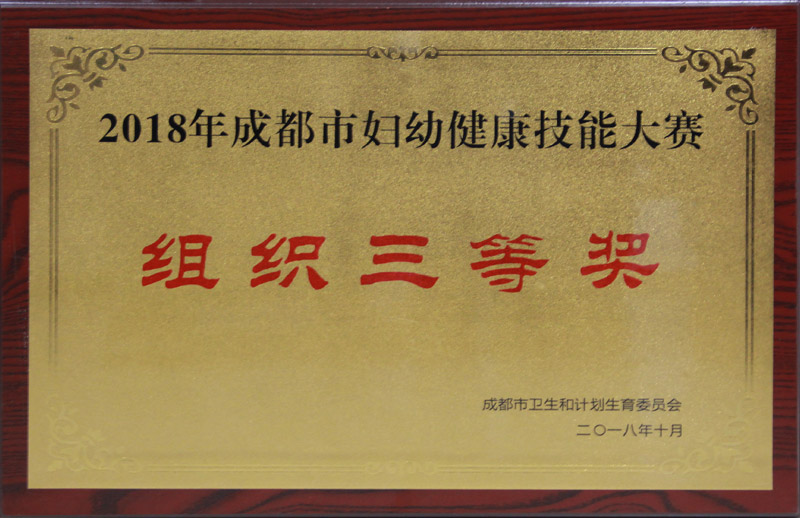 2018年成都市妇幼健康技能大赛
组织三等奖
成都市卫生和计划生育委员会
二〇一八年十月